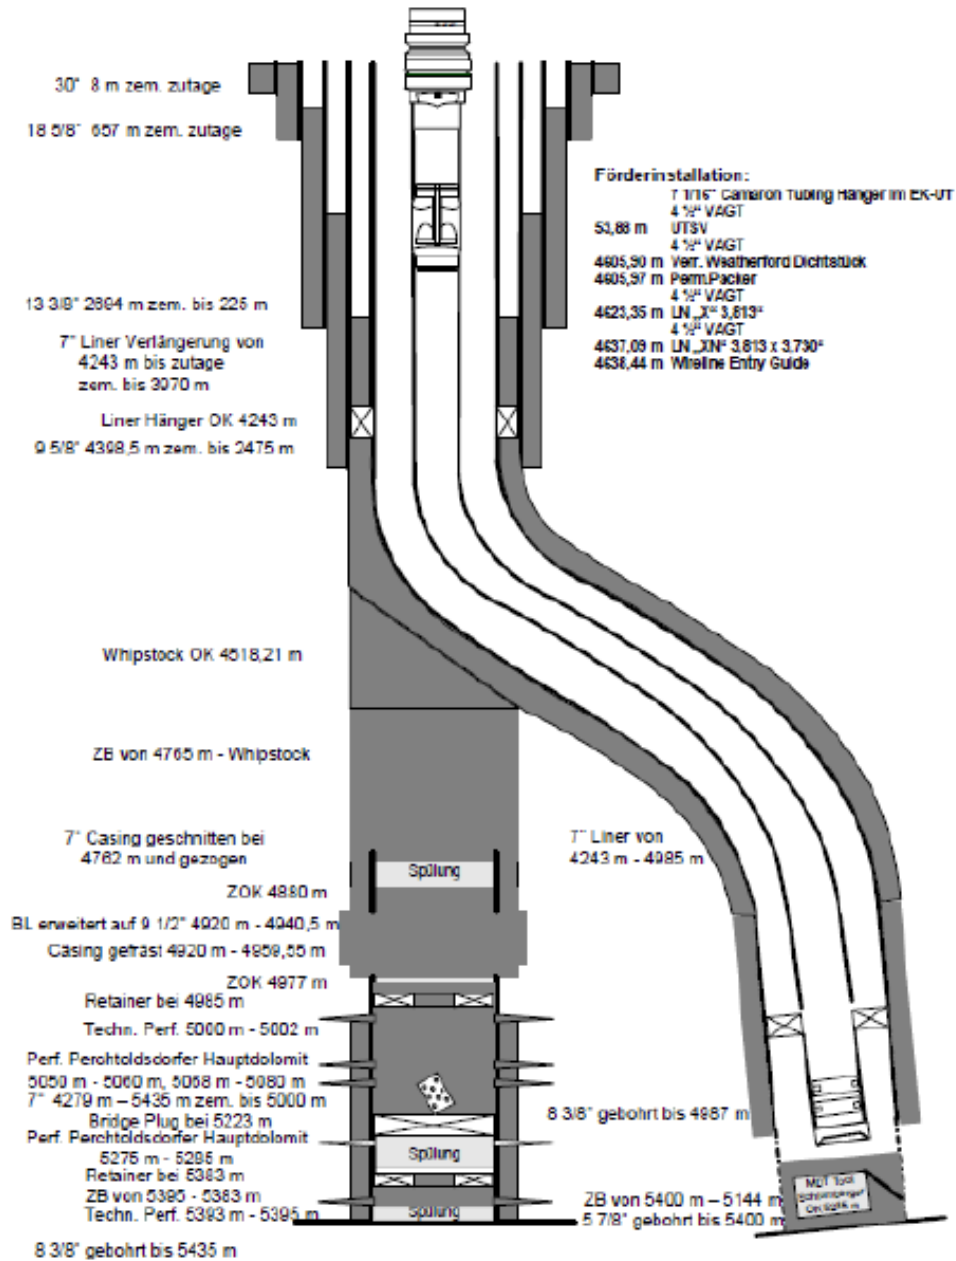 30" 8 m zem. zutage
18 5/8" 657 m zem. zutage
13 3/8" 2694 m zem. bis 225 m
7" Liner Verlängerung von
4243 m bis zutage
zem. bis 3970 m
Liner Hänger OK 4243 m
9 5/8" 4398,5 m zem. bis 2475 m
Whipstock OK 4518,21 m
ZB von 4765 m - Whipstock
7" Casing geschnitten bei
4762 m und gezogen
ZOK 4880 m
BL erweitert auf 9 1/2" 4920 m - 4940,5 m
Casing gefräst 4920 m - 4959,55 m
ZOK 4977 m
Retainer bei 4985 m
Techn. Perf. 5000 m - 5002 m
Perf. Perchtoldsdorfer Hauptdolomit
5050 m - 5060 m, 5068 m - 5080 m
7" 4279 m – 5435 m zem. bis 5000 m
Bridge Plug bei 5223 m
Perf. Perchtoldsdorfer Hauptdolomit
5275 m - 5285 m
Retainer bei 5383 m
ZB von 5395 - 5383 m
Techn. Perf. 5393 m - 5395 m
8 3/8" gebohrt bis 5435 m
Spülung
Spülung
Spülung
Förderinstallation:
7 1/16" Camaron Tubing Hanger im EK-OT
4 ½" VAGT
53,88 m UTSV
4 ½" VAGT
4605,90 m Verr. Weatherford Dichtstück
4605,97 m Perm.Packer
4 ½" VAGT
4623,35 m LN „X" 3,813"
4 ½" VAGT
4637,09 m LN „XN" 3.813 x 3.730"
4638,44 m Wireline Entry Guide
7" Liner von
4243 m - 4985 m
8 3/8" gebohrt bis 4987 m
ZB von 5400 m – 5144 m
5 7/8" gebohrt bis 5400 m
MDT Tool
Schlumberger